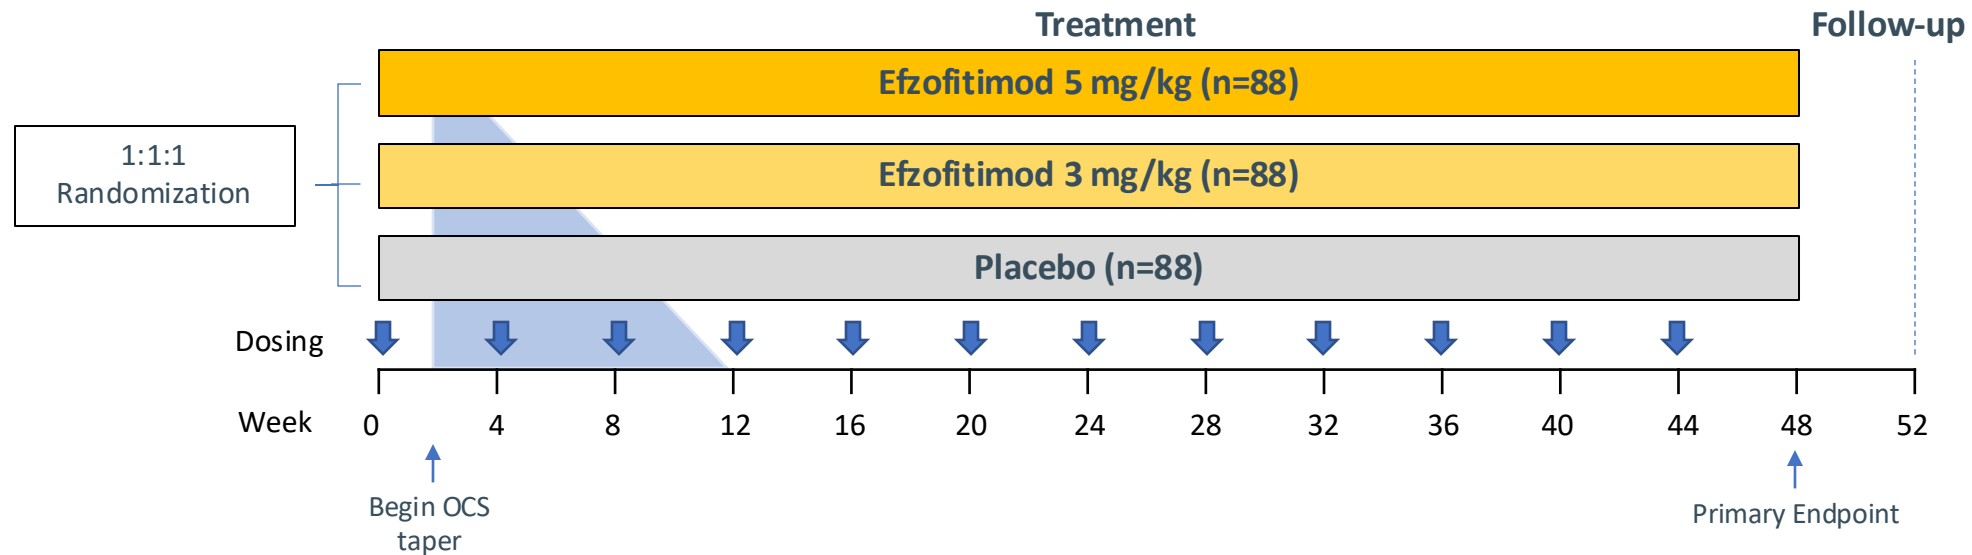 Treatment
Follow-up
Efzofitimod 5 mg/kg (n=88)
1:1:1
Randomization
Efzofitimod 3 mg/kg (n=88)
Placebo (n=88)
Dosing
Week 0 4 8 12 16 20 24 28 32 36 40 44 48 52
Begin OCS
taper
Primary Endpoint